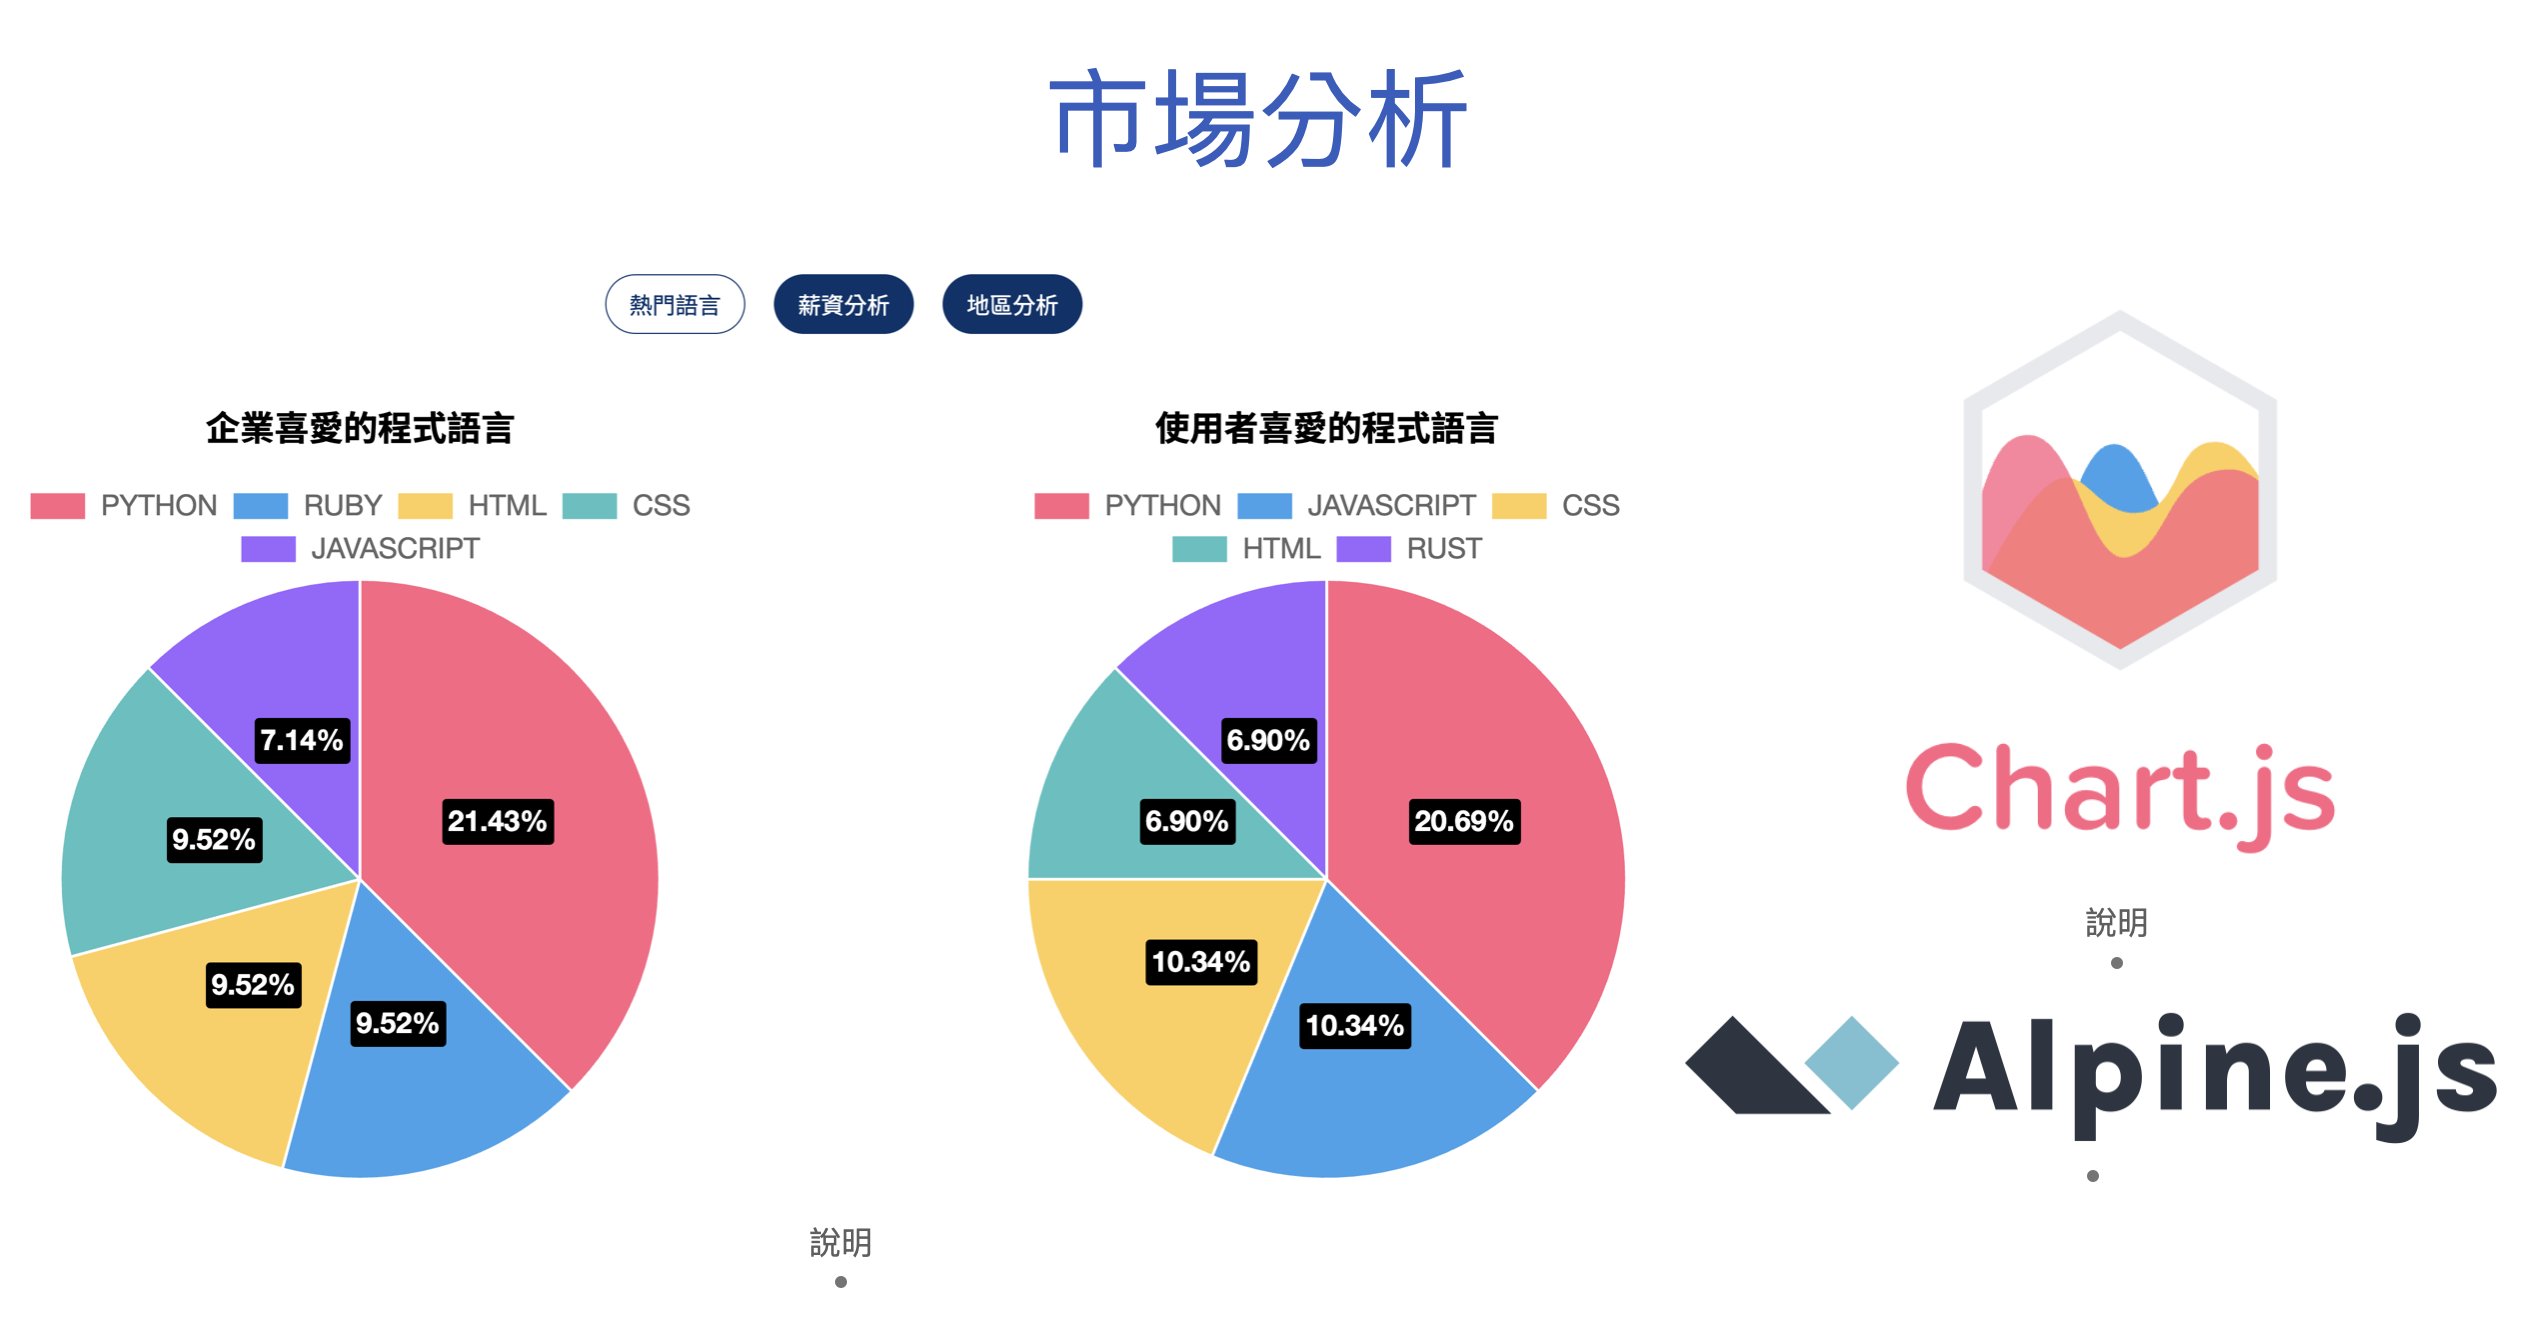 市場分析
熱門語言 薪資分析 地區分析
企業喜愛的程式語言
PYTHON RUBY HTML CSS
JAVASCRIPT
7.14%
21.43%
9.52%
9.52%
9.52%
使用者喜愛的程式語言
PYTHON JAVASCRIPT CSS
HTML RUST
6.90%
6.90%
20.69%
10.34%
10.34%
說明
Chart.js
說明
Alpine.js